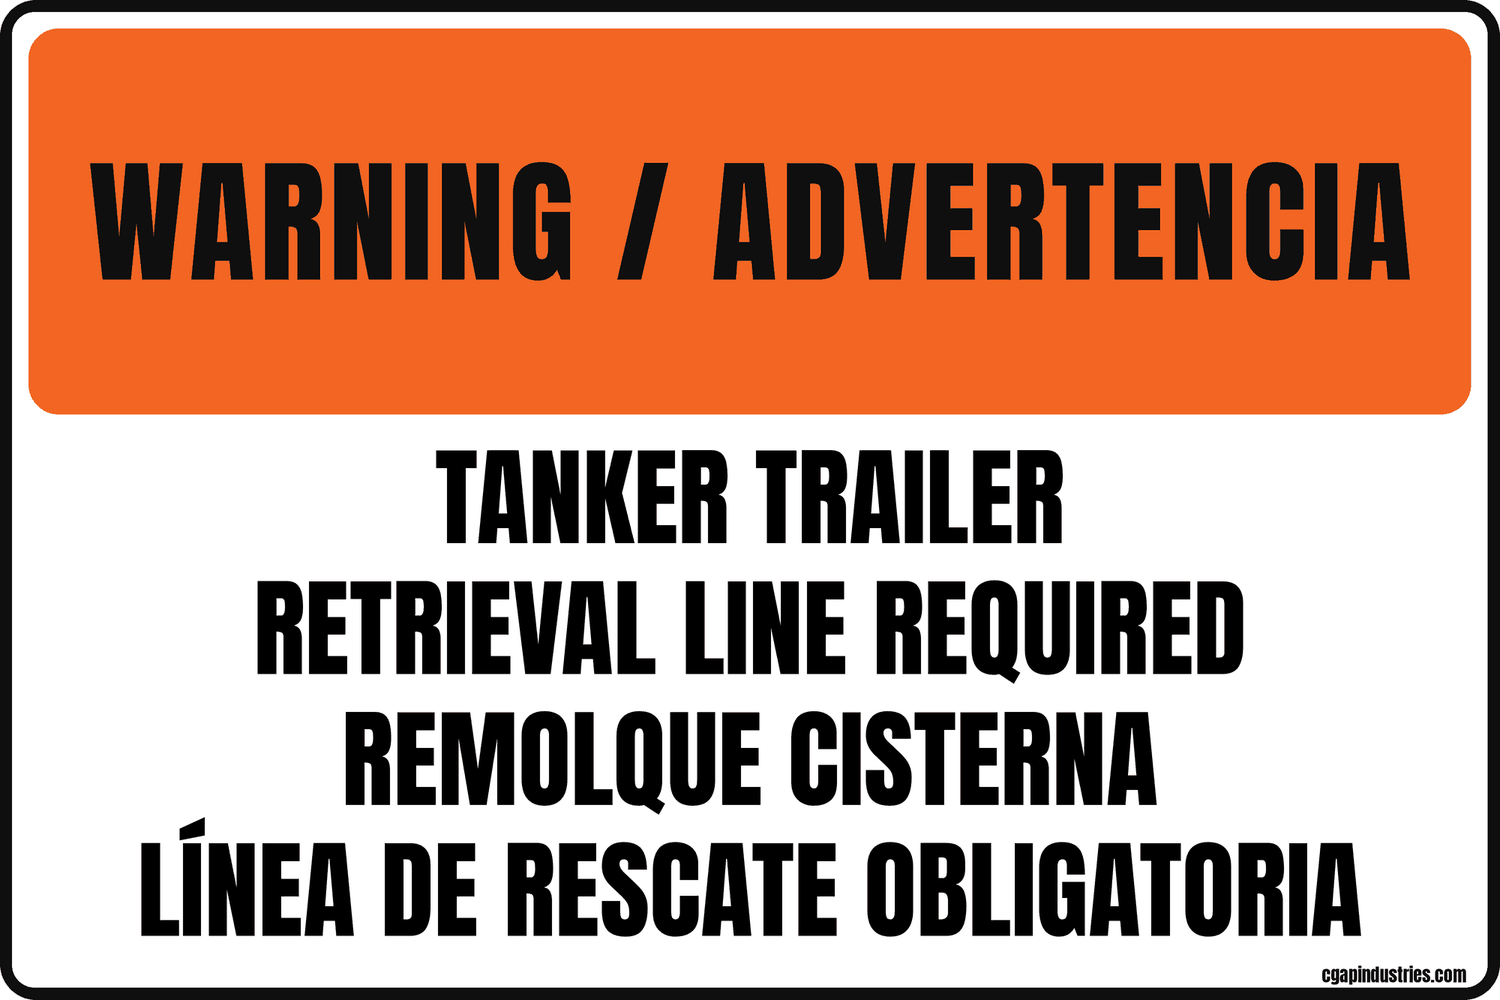 WARNING / ADVERTENCIA
TANKER TRAILER
RETRIEVAL LINE REQUIRED
REMOLQUE CISTERNA
LÍNEA DE RESCATE OBLIGATORIA
cgapindustries.com